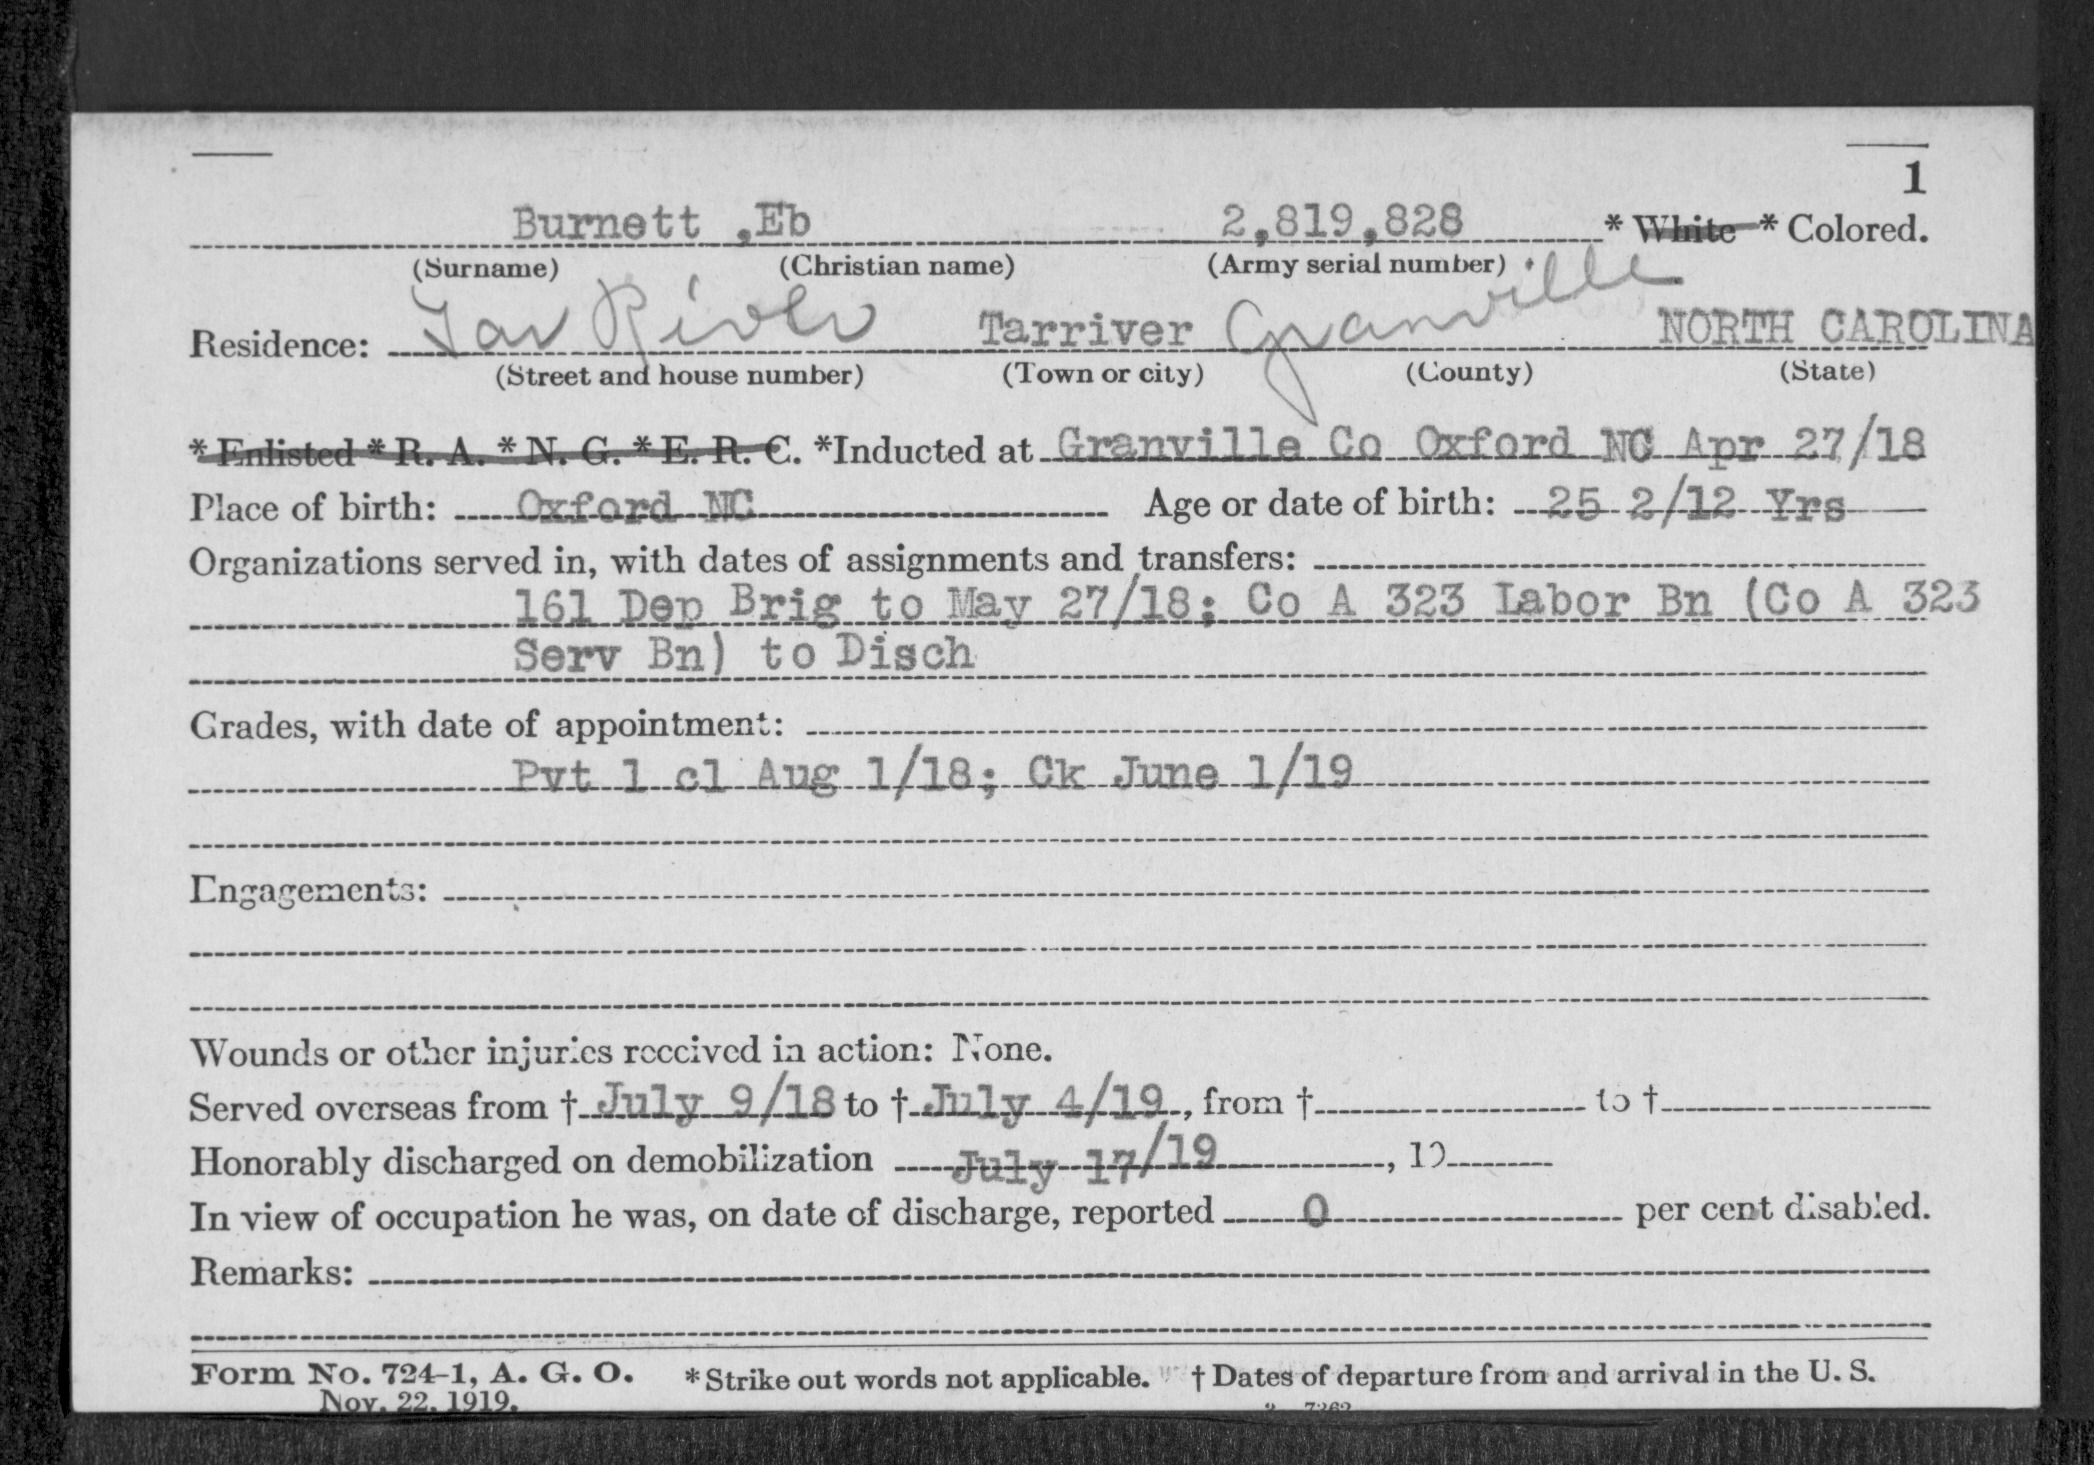 1
Burnett ,Eb 2,819,828 * White * Colored.
(Surname) (Christian name) (Army serial number)
Residence: Tar River Tarriver Granville NORTH CAROLINA
(Street and house number) (Town or city) (County) (State)
* Enlisted * R. A. * N. G. * E. R. C. *Inducted at Granville Co Oxford NC Apr 27/18
Place of birth: Oxford NC Age or date of birth: 25 2/12 Yrs
Organizations served in, with dates of assignments and transfers:
161 Dep Brig to May 27/18; Co A 323 Labor Bn (Co A 323
Serv Bn) to Disch
Grades, with date of appointment:
Pvt 1 cl Aug 1/18; Ck June 1/19
Engagements:
Wounds or other injuries received in action: None.
Served overseas from † July 9/18 to † July 4/19, from † to †
Honorably discharged on demobilization July 17/19, 19
In view of occupation he was, on date of discharge, reported 0 per cent disabled.
Remarks:
Form No. 724-1, A. G. O. * Strike out words not applicable. † Dates of departure from and arrival in the U. S.
Nov. 22, 1919.